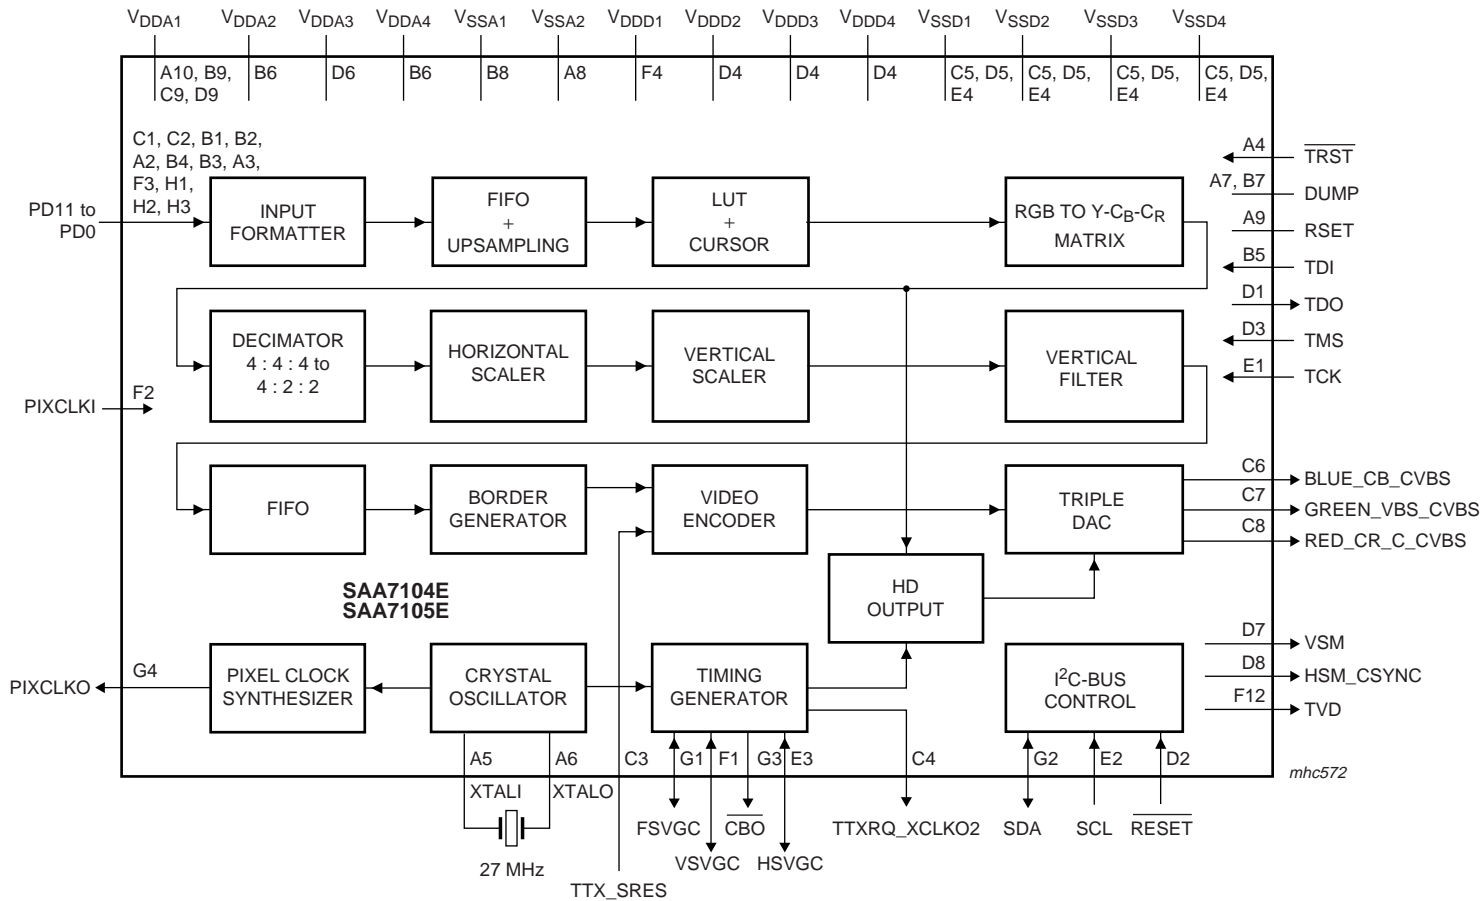 VDDA1 VDDA2 VDDA3 VDDA4 VSSA1 VSSA2 VDDD1 VDDD2 VDDD3 VDDD4 VSSD1 VSSD2 VSSD3 VSSD4
A10, B9, C9, D9
B6
D6
B6
B8
A8
F4
D4
D4
D4
C5, D5, E4
C5, D5, E4
C5, D5, E4
C5, D5, E4
C1, C2, B1, B2,
A2, B4, B3, A3,
F3, H1,
H2, H3
PD11 to
PD0
INPUT
FORMATTER
FIFO
+
UPSAMPLING
LUT
+
CURSOR
RGB TO Y-CB-CR
MATRIX
A4 TRST
A7, B7 DUMP
A9 RSET
B5 TDI
D1 TDO
D3 TMS
E1 TCK
DECIMATOR
4 : 4 : 4 to
4 : 2 : 2
HORIZONTAL
SCALER
VERTICAL
SCALER
VERTICAL
FILTER
PIXCLKI F2
FIFO
BORDER
GENERATOR
VIDEO
ENCODER
TRIPLE
DAC
C6 BLUE_CB_CVBS
C7 GREEN_VBS_CVBS
C8 RED_CR_C_CVBS
HD
OUTPUT
SAA7104E
SAA7105E
PIXCLKO G4
PIXEL CLOCK
SYNTHESIZER
CRYSTAL
OSCILLATOR
TIMING
GENERATOR
I2C-BUS
CONTROL
D7 VSM
D8 HSM_CSYNC
F12 TVD
A5 A6 C3 G1 F1 G3 E3 C4 G2 E2 D2
mhc572
XTALI XTALO
27 MHz
TTX_SRES
FSVGC
VSVGC
CBO
HSVGC
TTXRQ_XCLKO2
SDA
SCL
RESET